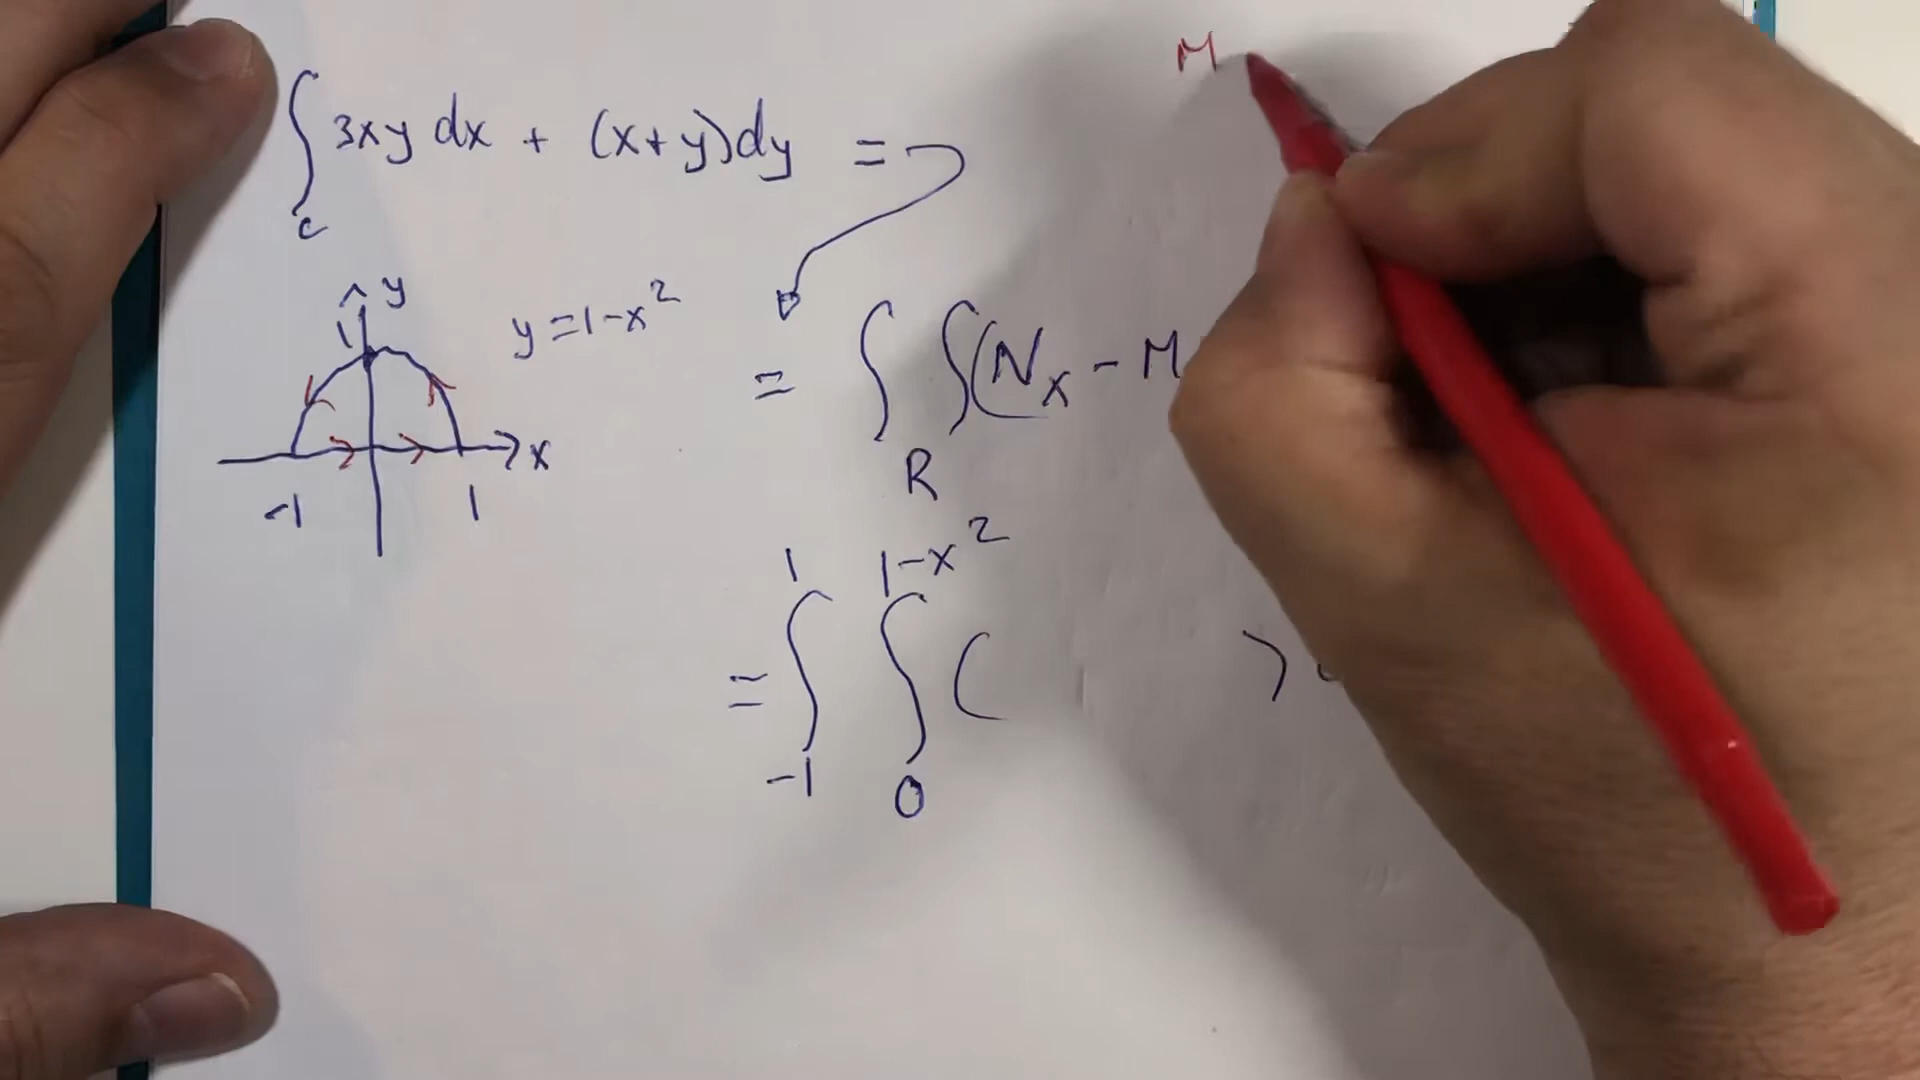 M
∫ 3xy dx + (x+y)dy =
c
y
1
y = 1-x²
x
-1
1
= ∫ ∫ (Nₓ - M
R
1
1-x²
= ∫ ∫ ( )
-1
0